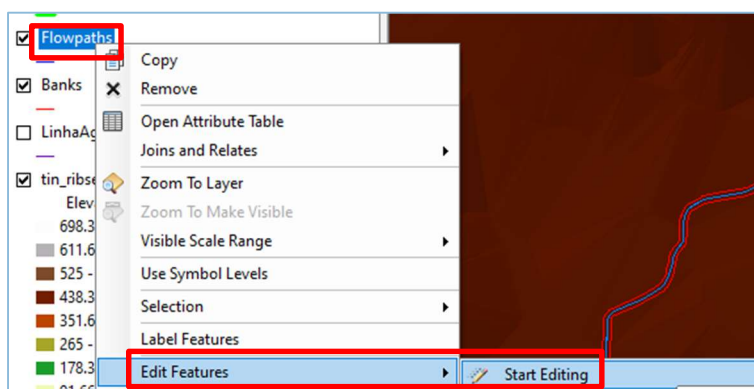 Flowpaths
Copy
Banks
Remove
Open Attribute Table
Joins and Relates
Zoom To Layer
Elev
Zoom To Make Visible
698.3
Visible Scale Range
611.6
525 -
Use Symbol Levels
438.3
Selection
351.6
Label Features
265 -
178.3
Edit Features
Start Editing